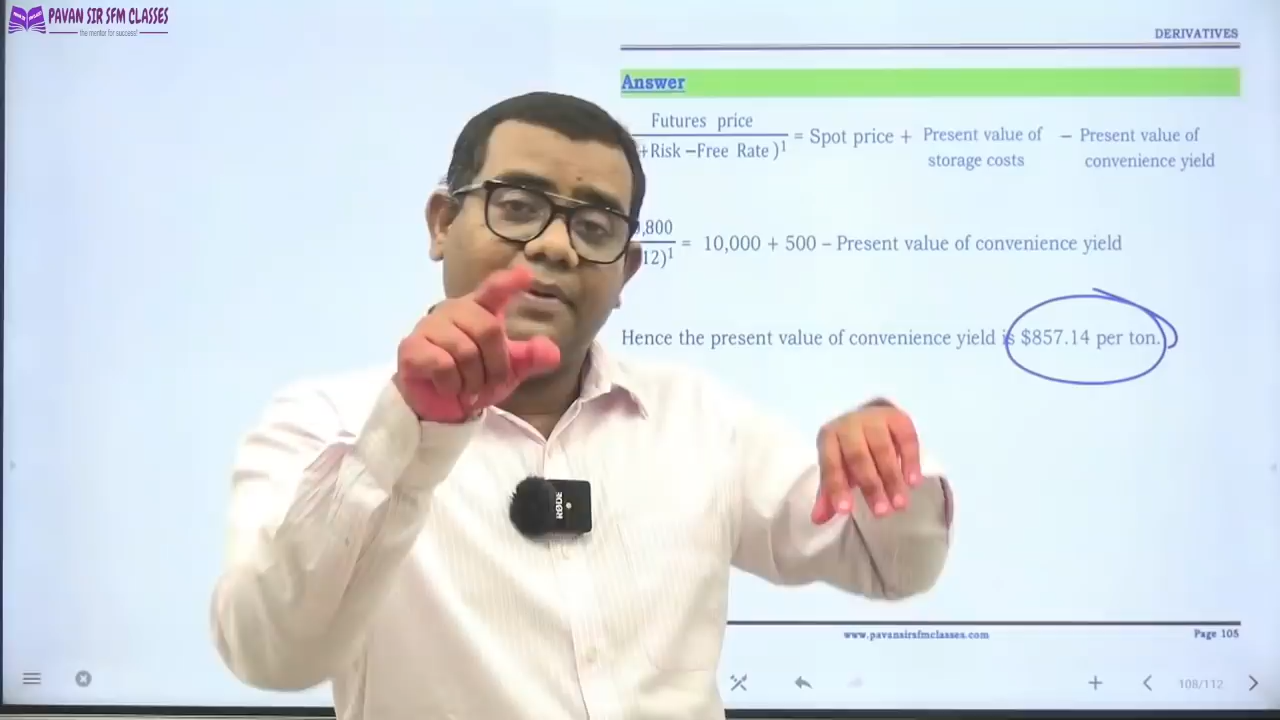 PAVAN SIR SFM CLASSES
the mentor for success!
DERIVATIVES
Answer
Futures price
+Risk –Free Rate )¹ = Spot price + Present value of storage costs – Present value of convenience yield
,800
12)¹ = 10,000 + 500 – Present value of convenience yield
Hence the present value of convenience yield is $857.14 per ton.
RØDE
www.pavansirsfmclasses.com
Page 105
108/112